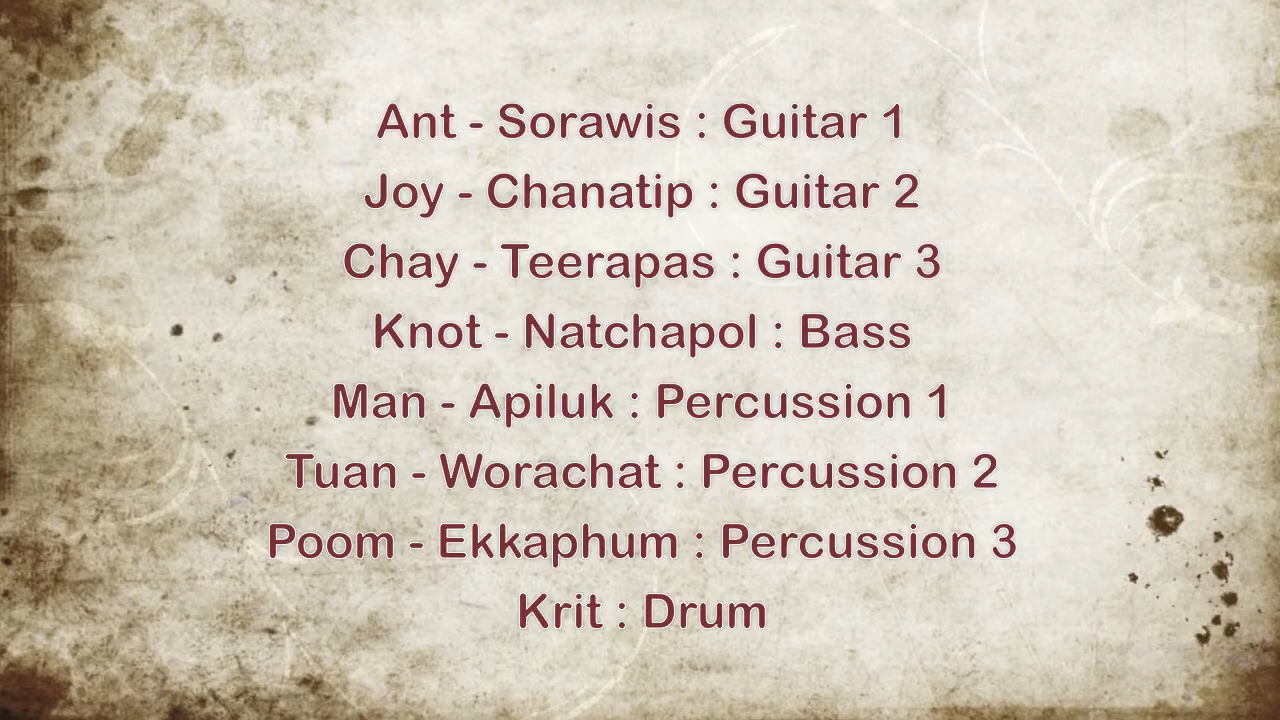 Ant - Sorawis : Guitar 1
Joy - Chanatip : Guitar 2
Chay - Teerapas : Guitar 3
Knot - Natchapol : Bass
Man - Apiluk : Percussion 1
Tuan - Worachat : Percussion 2
Poom - Ekkaphum : Percussion 3
Krit : Drum